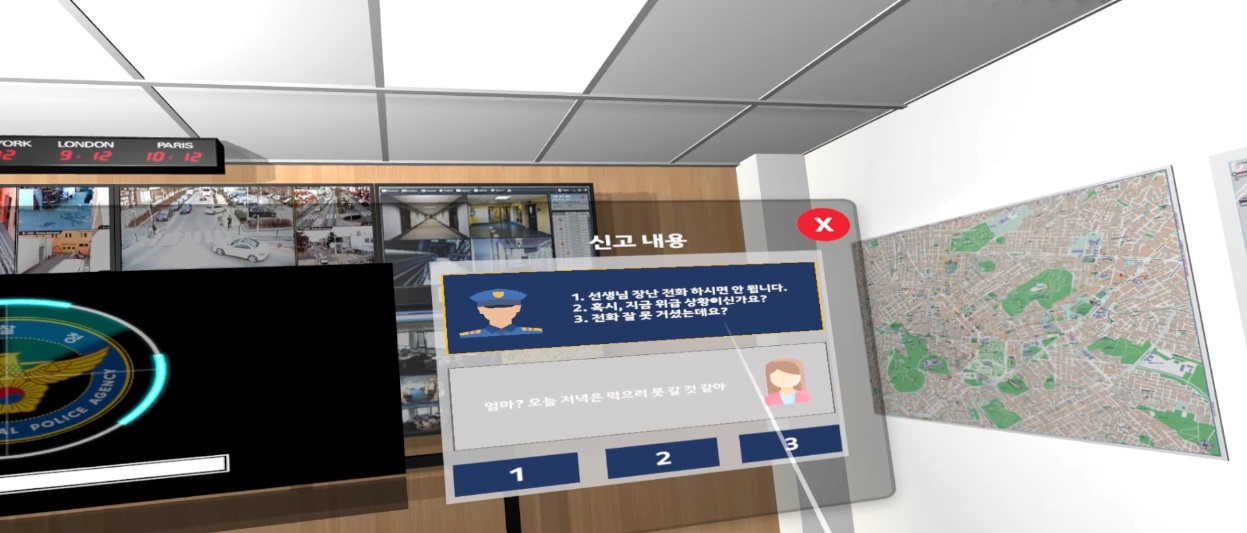 YORK LONDON PARIS
9:12 10:12
신고 내용
X
1. 선생님 장난 전화 하시면 안 됩니다.
2. 혹시, 지금 위급 상황이신가요?
3. 전화 잘 못 거셨는데요?
엄마? 오늘 저녁은 먹으러 못 갈 것 같아
1 2 3
AL POLICE AGENCY